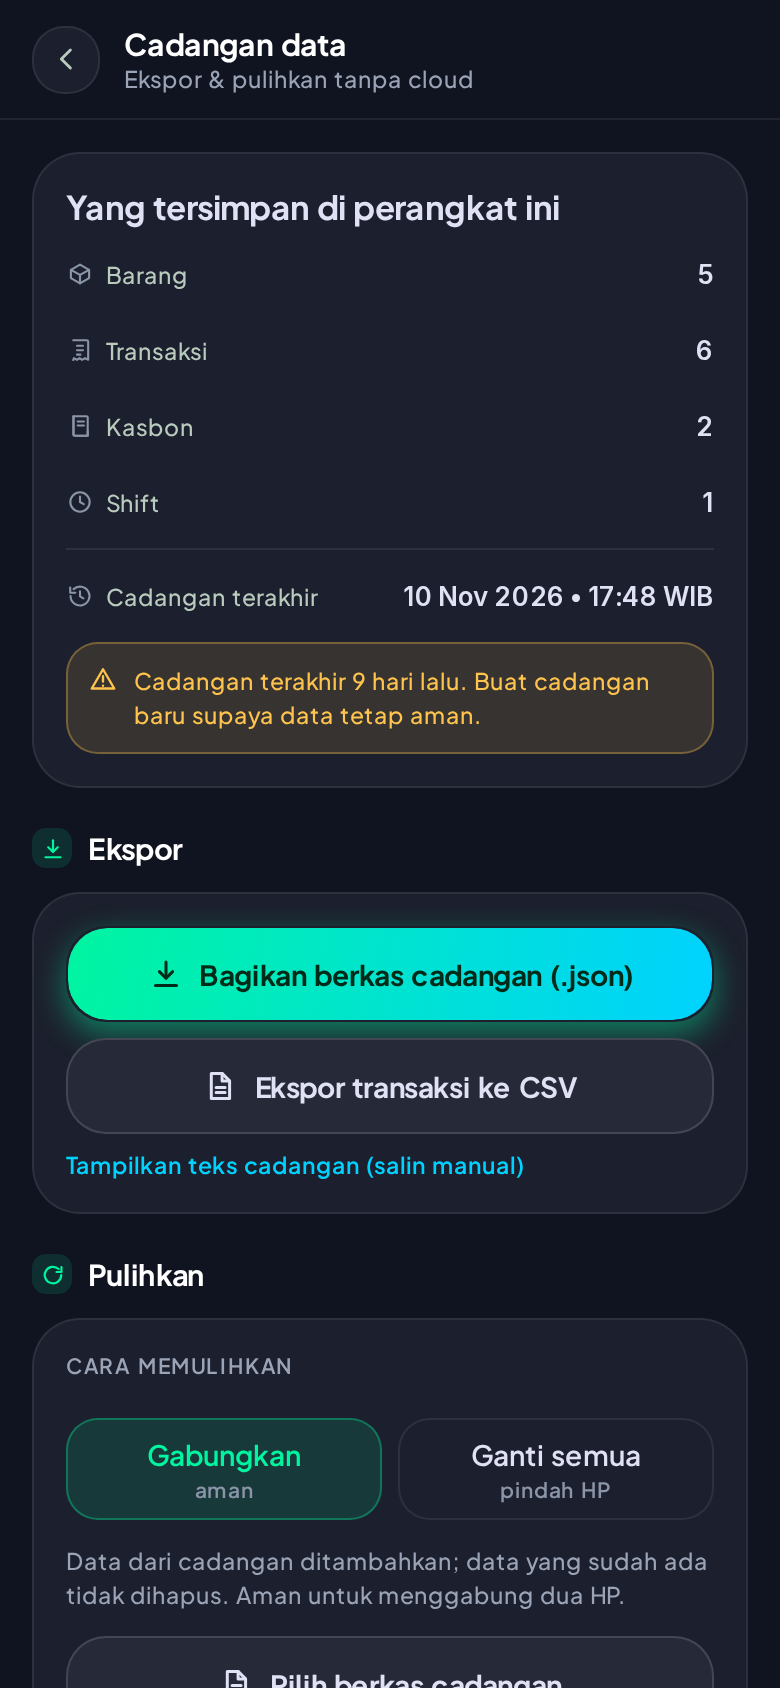 Cadangan data
Ekspor & pulihkan tanpa cloud
Yang tersimpan di perangkat ini
Barang 5
Transaksi 6
Kasbon 2
Shift 1
Cadangan terakhir 10 Nov 2026 • 17:48 WIB
Cadangan terakhir 9 hari lalu. Buat cadangan
baru supaya data tetap aman.
Ekspor
Bagikan berkas cadangan (.json)
Ekspor transaksi ke CSV
Tampilkan teks cadangan (salin manual)
Pulihkan
CARA MEMULIHKAN
Gabungkan
aman
Ganti semua
pindah HP
Data dari cadangan ditambahkan; data yang sudah ada
tidak dihapus. Aman untuk menggabung dua HP.
Pilih berkas cadangan